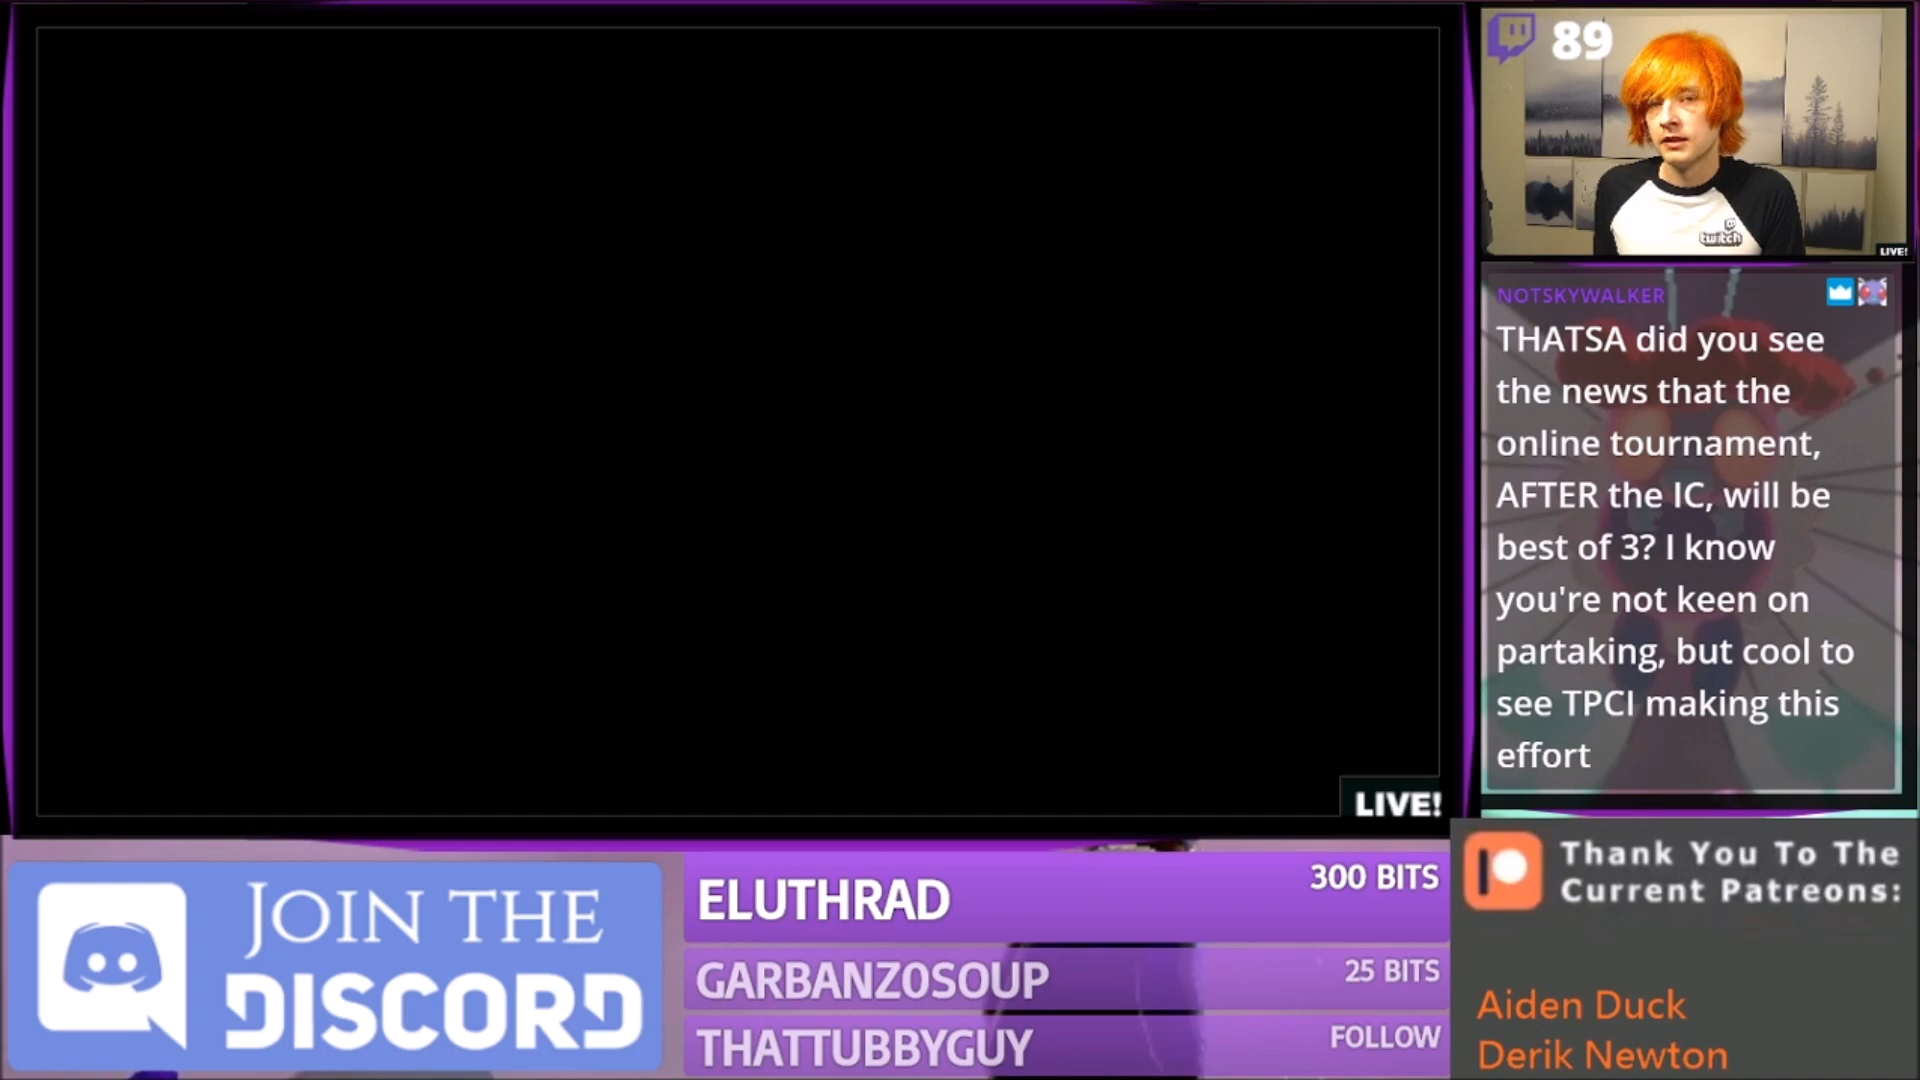 89
twitch
LIVE!
NOTSKYWALKER
THATSA did you see
the news that the
online tournament,
AFTER the IC, will be
best of 3? I know
you're not keen on
partaking, but cool to
see TPCI making this
effort
LIVE!
JOIN THE
DISCORD
ELUTHRAD 300 BITS
GARBANZ0SOUP 25 BITS
THATTUBBYGUY FOLLOW
Thank You To The
Current Patreons:
Aiden Duck
Derik Newton